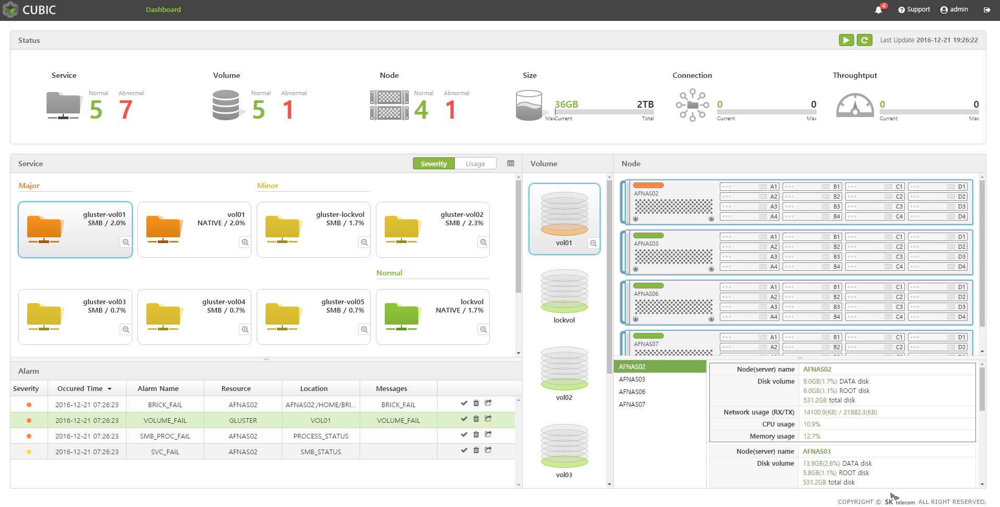 CUBIC Dashboard 4 Support admin
Status Last Update 2016-12-21 19:26:22
Service Volume Node Size Connection Throughtput
Normal Abnormal Normal Abnormal Normal Abnormal
5 7 5 1 4 1
36GB 2TB 0 0 0 0
Max Current Total Current Max Current Max
Service Severity Usage
Major Minor
gluster-vol01
SMB / 2.0%
vol01
NATIVE / 2.0%
gluster-lockvol
SMB / 1.7%
gluster-vol02
SMB / 2.3%
Normal
gluster-vol03
SMB / 0.7%
gluster-vol04
SMB / 0.7%
gluster-vol05
SMB / 0.7%
lockvol
NATIVE / 1.7%
Alarm
Severity Occured Time Alarm Name Resource Location Messages
2016-12-21 07:26:23 BRICK_FAIL AFNAS02 AFNAS02:/HOME/BRI... BRICK_FAIL
2016-12-21 07:26:23 VOLUME_FAIL GLUSTER VOL01 VOLUME_FAIL
2016-12-21 07:26:23 SMB_PROC_FAIL AFNAS02 PROCESS_STATUS
2016-12-21 07:26:23 SVC_FAIL AFNAS02 SMB_STATUS
Volume
vol01
lockvol
vol02
vol03
Node
AFNAS02
A1 B1 C1 D1
A2 B2 C2 D2
A3 B3 C3 D3
A4 B4 C4 D4
AFNAS03
A1 B1 C1 D1
A2 B2 C2 D2
A3 B3 C3 D3
A4 B4 C4 D4
AFNAS06
A1 B1 C1 D1
A2 B2 C2 D2
A3 B3 C3 D3
A4 B4 C4 D4
AFNAS07
A1 B1 C1 D1
A2 B2 C2 D2
AFNAS02
AFNAS03
AFNAS06
AFNAS07
Node(server) name AFNAS02
Disk volume 9.0GB(1.7%) DATA disk
6.0GB(1.1%) ROOT disk
531.2GB total disk
Network usage (RX/TX) 14100.9(KB) / 21882.3(KB)
CPU usage 10.9%
Memory usage 12.7%
Node(server) name AFNAS03
Disk volume 13.9GB(2.6%) DATA disk
5.8GB(1.1%) ROOT disk
531.2GB total disk
COPYRIGHT © SK telecom ALL RIGHT RESERVED.